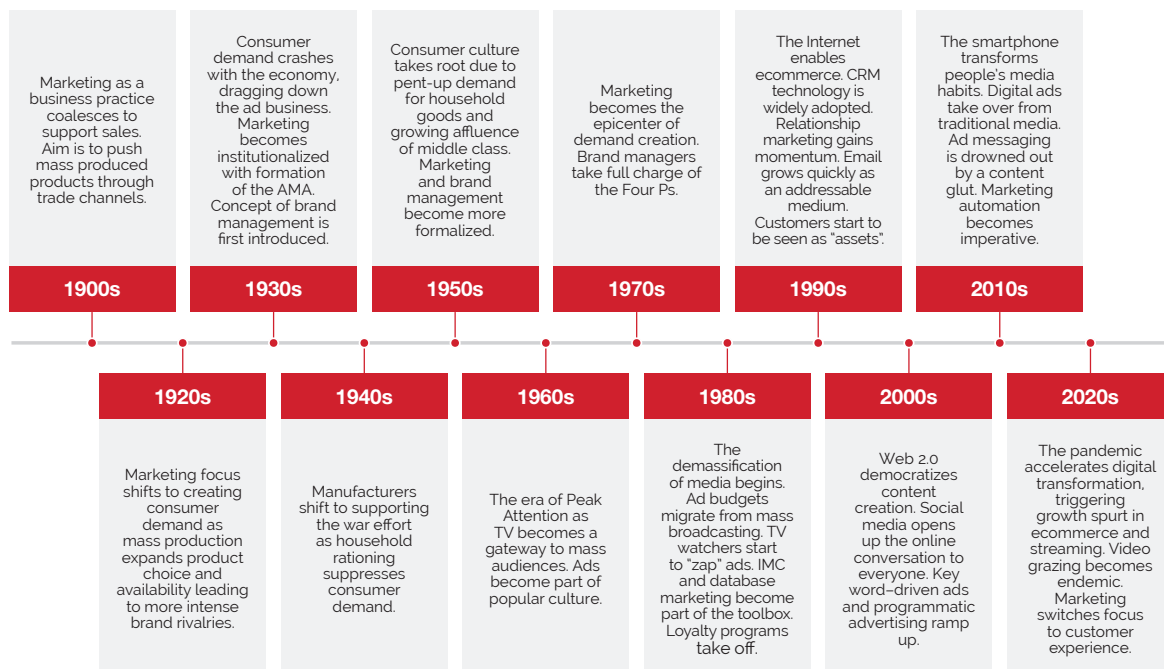 Marketing as a
business practice
coalesces to
support sales.
Aim is to push
mass produced
products through
trade channels.
1900s
Consumer
demand crashes
with the economy,
dragging down
the ad business.
Marketing
becomes
institutionalized
with formation
of the AMA.
Concept of brand
management is
first introduced.
1930s
Consumer culture
takes root due to
pent-up demand
for household
goods and
growing affluence
of middle class.
Marketing
and brand
management
become more
formalized.
1950s
Marketing
becomes the
epicenter of
demand creation.
Brand managers
take full charge of
the Four Ps.
1970s
The Internet
enables
ecommerce. CRM
technology is
widely adopted.
Relationship
marketing gains
momentum. Email
grows quickly as
an addressable
medium.
Customers start to
be seen as “assets”.
1990s
The smartphone
transforms
people’s media
habits. Digital ads
take over from
traditional media.
Ad messaging
is drowned out
by a content
glut. Marketing
automation
becomes
imperative.
2010s
1920s
Marketing focus
shifts to creating
consumer
demand as
mass production
expands product
choice and
availability leading
to more intense
brand rivalries.
1940s
Manufacturers
shift to supporting
the war effort
as household
rationing
suppresses
consumer
demand.
1960s
The era of Peak
Attention as
TV becomes a
gateway to mass
audiences. Ads
become part of
popular culture.
1980s
The
demassification
of media begins.
Ad budgets
migrate from mass
broadcasting. TV
watchers start
to “zap” ads. IMC
and database
marketing become
part of the toolbox.
Loyalty programs
take off.
2000s
Web 2.0
democratizes
content
creation. Social
media opens
up the online
conversation to
everyone. Key
word–driven ads
and programmatic
advertising ramp
up.
2020s
The pandemic
accelerates digital
transformation,
triggering
growth spurt in
ecommerce and
streaming. Video
grazing becomes
endemic.
Marketing
switches focus
to customer
experience.